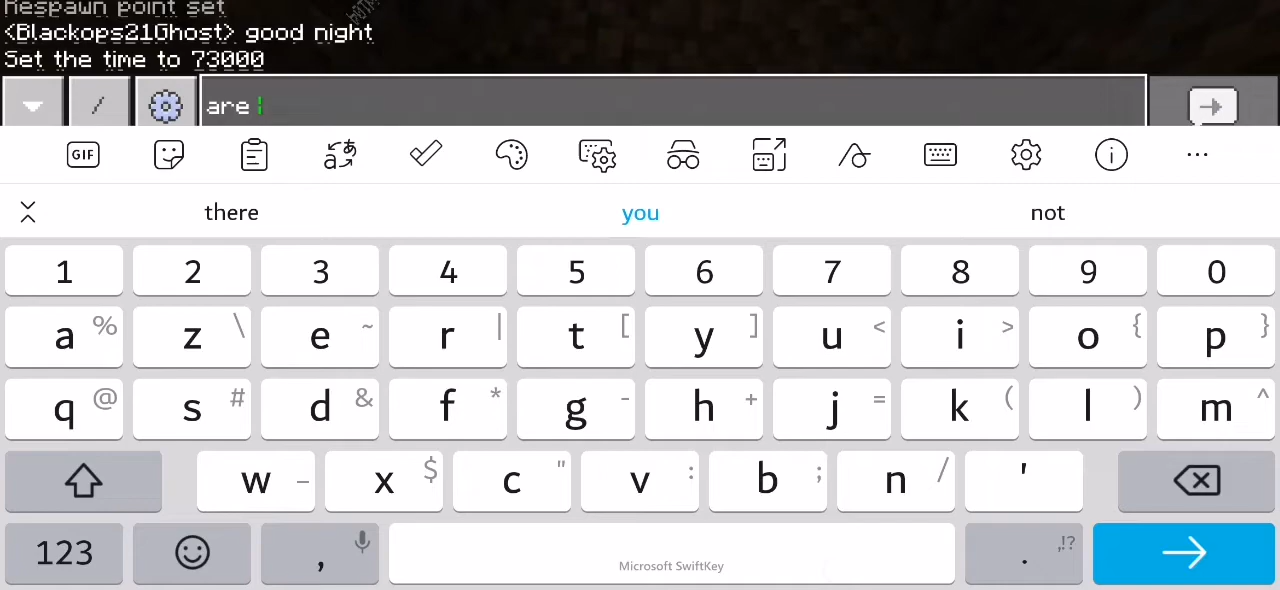 Respawn point set
<Blackops21Ghost> good night
Set the time to 73000
/ are
GIF
there you not
1 2 3 4 5 6 7 8 9 0
a % z \ e ~ r | t [ y ] u < i > o { p }
q @ s # d & f * g - h + j = k ( l ) m ^
w _ x $ c " v : b ; n / '
123 , Microsoft SwiftKey . ,!?